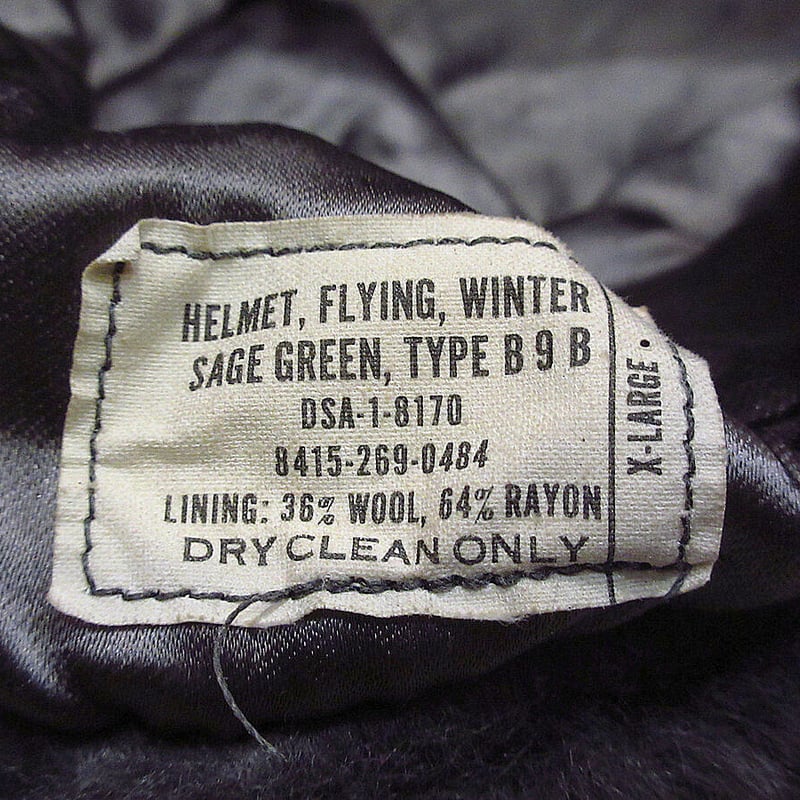 HELMET, FLYING, WINTER
SAGE GREEN, TYPE B 9 B
DSA-1-8170
8415-269-0484
LINING: 36% WOOL, 64% RAYON
DRY CLEAN ONLY
X-LARGE •